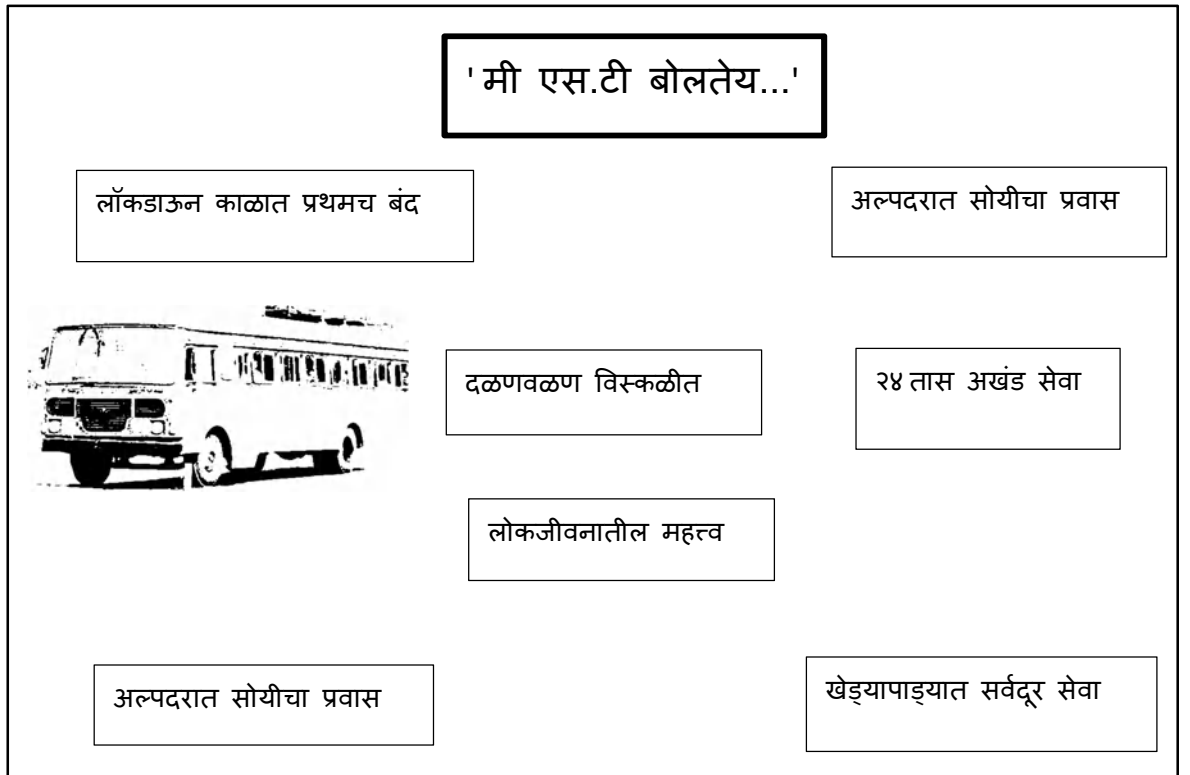 ' मी एस.टी बोलतेय...'
लॉकडाऊन काळात प्रथमच बंद
अल्पदरात सोयीचा प्रवास
दळणवळण विस्कळीत
२४ तास अखंड सेवा
लोकजीवनातील महत्त्व
अल्पदरात सोयीचा प्रवास
खेड्यापाड्यात सर्वदूर सेवा